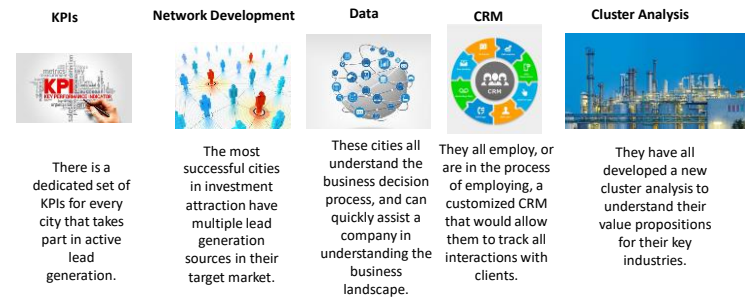 KPIs
Network Development
Data
CRM
Cluster Analysis
KPI
KEY PERFORMANCE INDICATOR
CRM
There is a
dedicated set of
KPIs for every
city that takes
part in active
lead
generation.
The most
successful cities
in investment
attraction have
multiple lead
generation
sources in their
target market.
These cities all
understand the
business decision
process, and can
quickly assist a
company in
understanding the
business
landscape.
They all employ, or
are in the process
of employing, a
customized CRM
that would allow
them to track all
interactions with
clients.
They have all
developed a new
cluster analysis to
understand their
value propositions
for their key
industries.